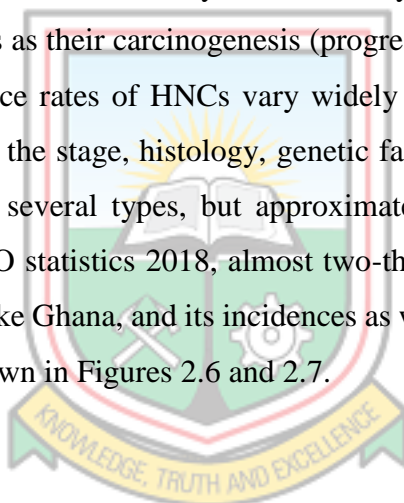 s as their carcinogenesis (progre
ce rates of HNCs vary widely
the stage, histology, genetic fa
several types, but approximate
O statistics 2018, almost two-th
ke Ghana, and its incidences as w
wn in Figures 2.6 and 2.7.
KNOWLEDGE, TRUTH AND EXCELLENCE